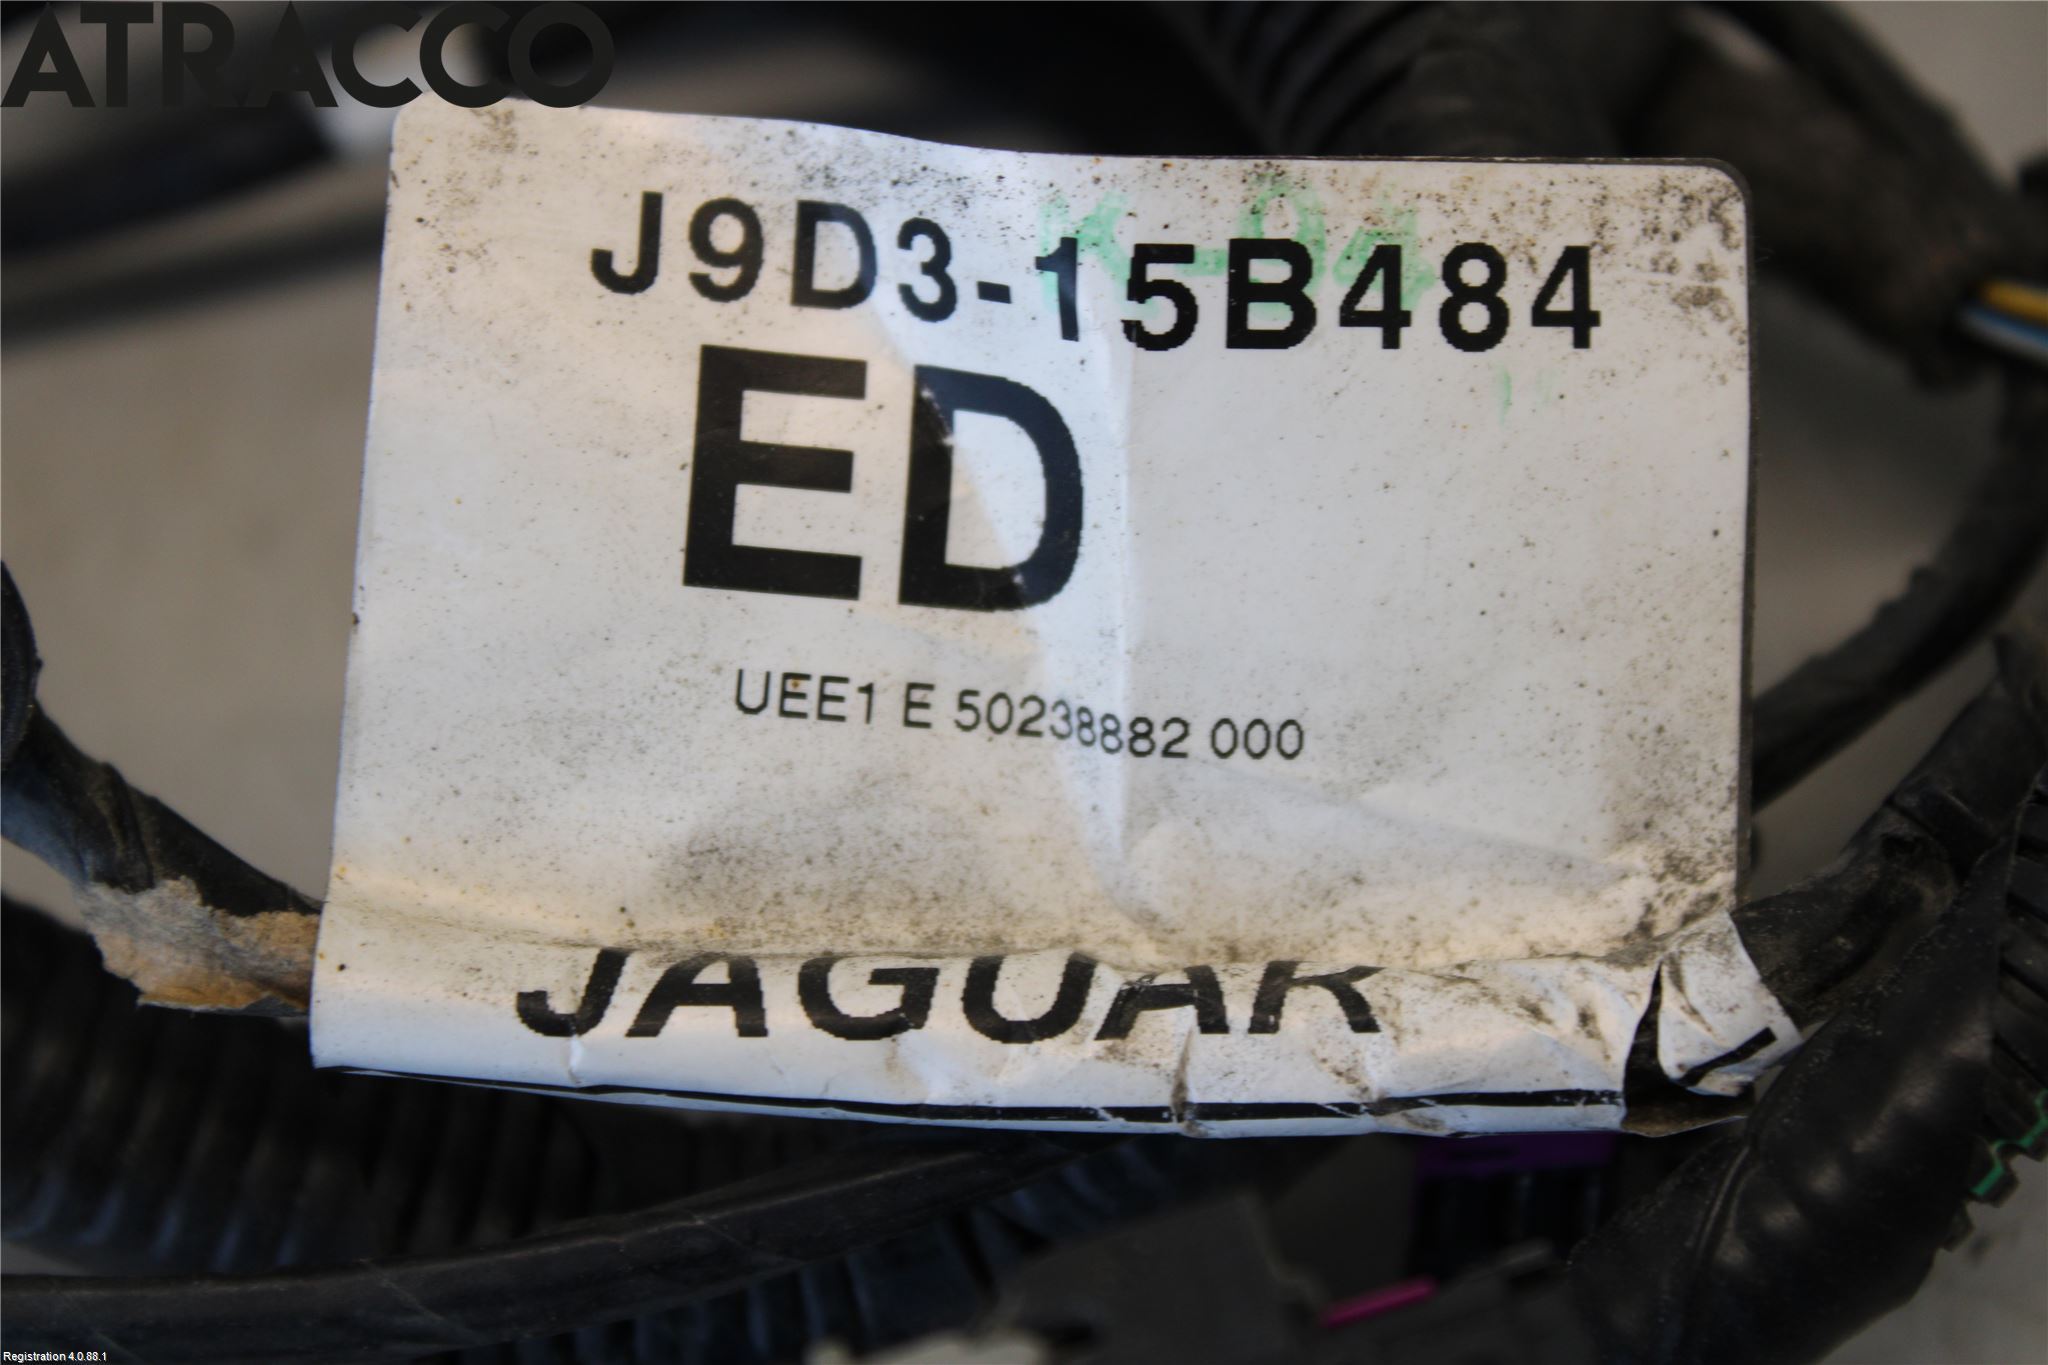 ATRACCO
J9D3-15B484
ED
UEE1 E 50238882 000
JAGUAR
Registration 4.0.88.1